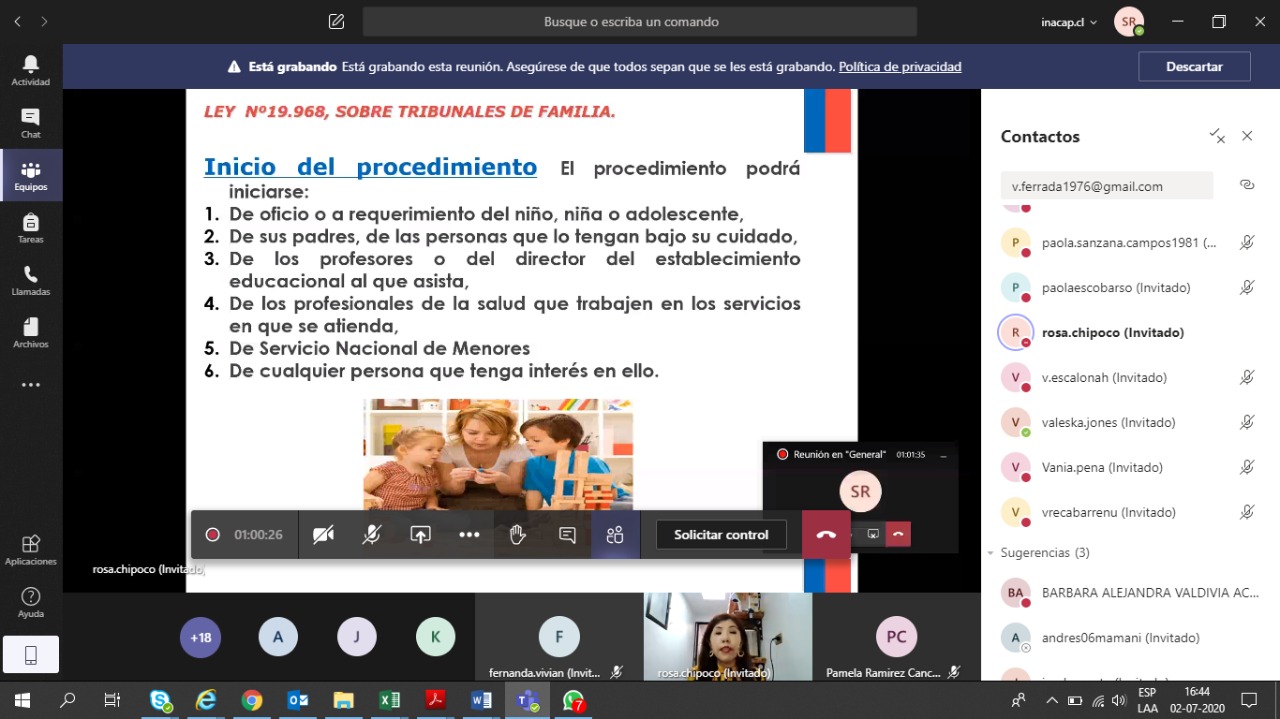 Busque o escriba un comando
inacap.cl
SR
Está grabando Está grabando esta reunión. Asegúrese de que todos sepan que se les está grabando. Política de privacidad
Descartar
Actividad
Chat
Equipos
Tareas
Llamadas
Archivos
Aplicaciones
Ayuda
LEY Nº19.968, SOBRE TRIBUNALES DE FAMILIA.
Inicio del procedimiento El procedimiento podrá
iniciarse:
1. De oficio o a requerimiento del niño, niña o adolescente,
2. De sus padres, de las personas que lo tengan bajo su cuidado,
3. De los profesores o del director del establecimiento
educacional al que asista,
4. De los profesionales de la salud que trabajen en los servicios
en que se atienda,
5. De Servicio Nacional de Menores
6. De cualquier persona que tenga interés en ello.
Reunión en "General" 01:01:35
SR
01:00:26
Solicitar control
rosa.chipoco (Invitado,
+18
A
J
K
F
fernanda.vivian (Invit...
rosa.chipoco (Invitado)
PC
Pamela Ramirez Canc...
Contactos
v.ferrada1976@gmail.com
P paola.sanzana.campos1981 (...
P paolaescobarso (Invitado)
R rosa.chipoco (Invitado)
V v.escalonah (Invitado)
V valeska.jones (Invitado)
V Vania.pena (Invitado)
V vrecabarrenu (Invitado)
Sugerencias (3)
BA BARBARA ALEJANDRA VALDIVIA AC...
A andres06mamani (Invitado)
7
ESP
LAA
16:44
02-07-2020